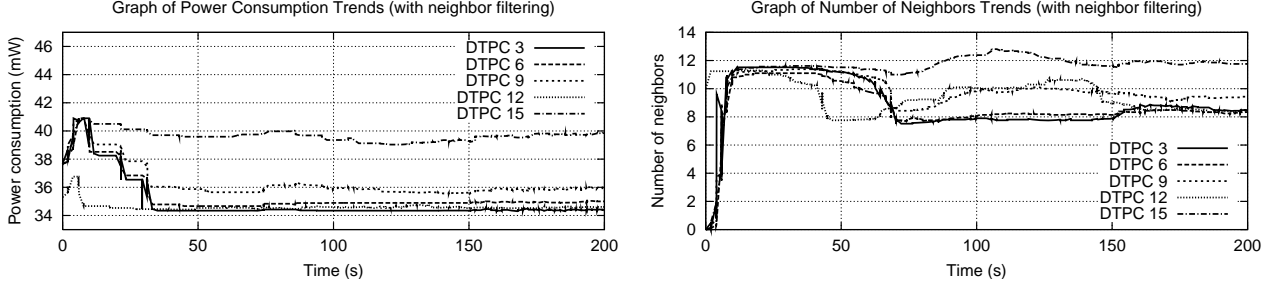 Graph of Power Consumption Trends (with neighbor filtering)
Power consumption (mW)
46
44
42
40
38
36
34
0
50
100
150
200
Time (s)
DTPC 3
DTPC 6
DTPC 9
DTPC 12
DTPC 15
Graph of Number of Neighbors Trends (with neighbor filtering)
Number of neighbors
14
12
10
8
6
4
2
0
0
50
100
150
200
Time (s)
DTPC 3
DTPC 6
DTPC 9
DTPC 12
DTPC 15